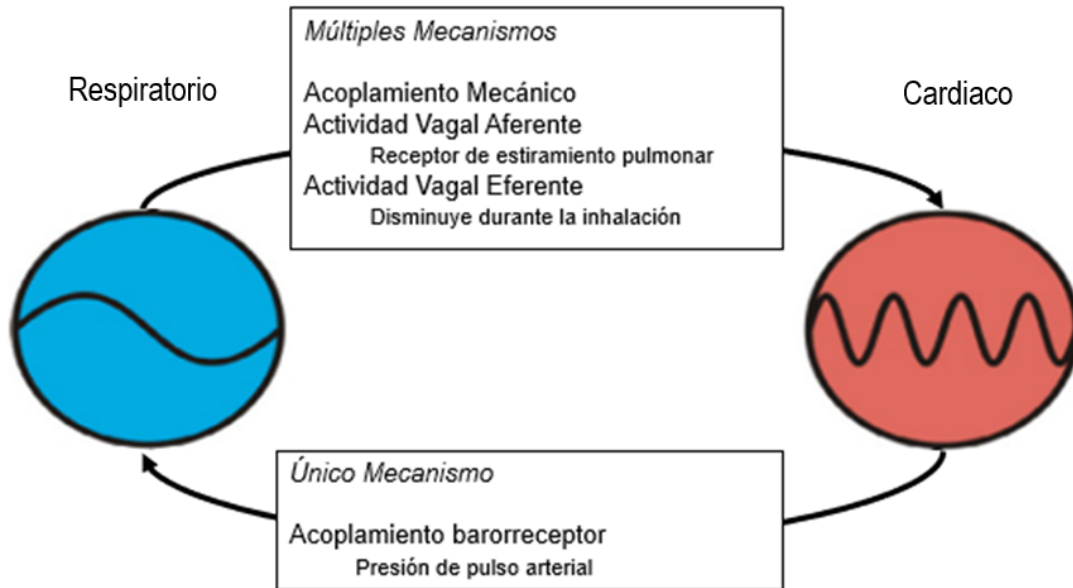 Respiratorio
Múltiples Mecanismos
Acoplamiento Mecánico
Actividad Vagal Aferente
Receptor de estiramiento pulmonar
Actividad Vagal Eferente
Disminuye durante la inhalación
Cardiaco
Único Mecanismo
Acoplamiento barorreceptor
Presión de pulso arterial